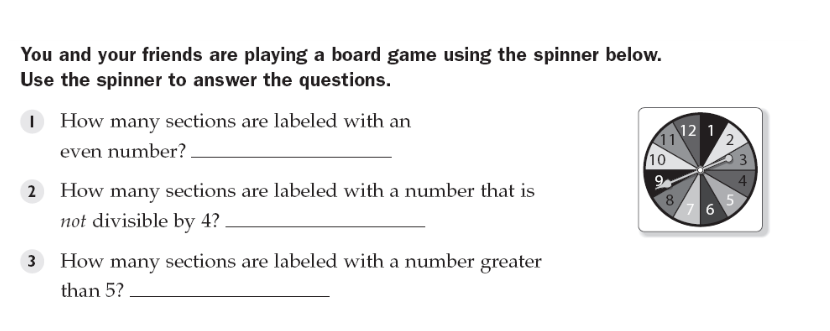 You and your friends are playing a board game using the spinner below.
Use the spinner to answer the questions.
1 How many sections are labeled with an
even number?
2 How many sections are labeled with a number that is
not divisible by 4?
3 How many sections are labeled with a number greater
than 5?
12 1
11 2
10 3
9 4
8 5
7 6